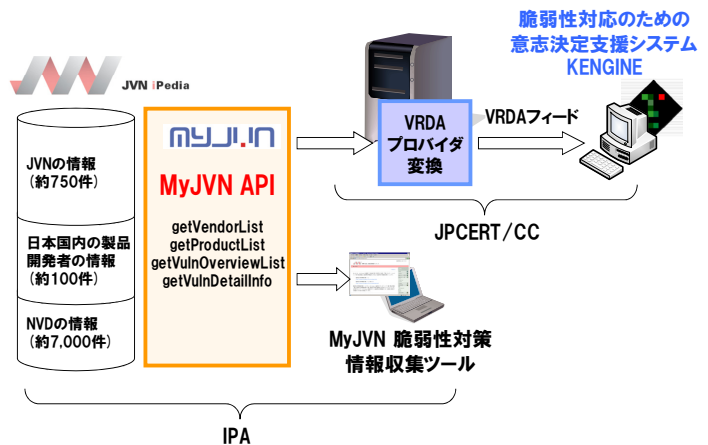 脆弱性対応のための
意志決定支援システム
KENGINE
JVN iPedia
JVNの情報
（約750件）
日本国内の製品
開発者の情報
（約100件）
NVDの情報
（約7,000件）
MYJVN
MyJVN API
getVendorList
getProductList
getVulnOverviewList
getVulnDetailInfo
VRDA
プロバイダ
変換
VRDAフィード
JPCERT/CC
MyJVN 脆弱性対策
情報収集ツール
IPA